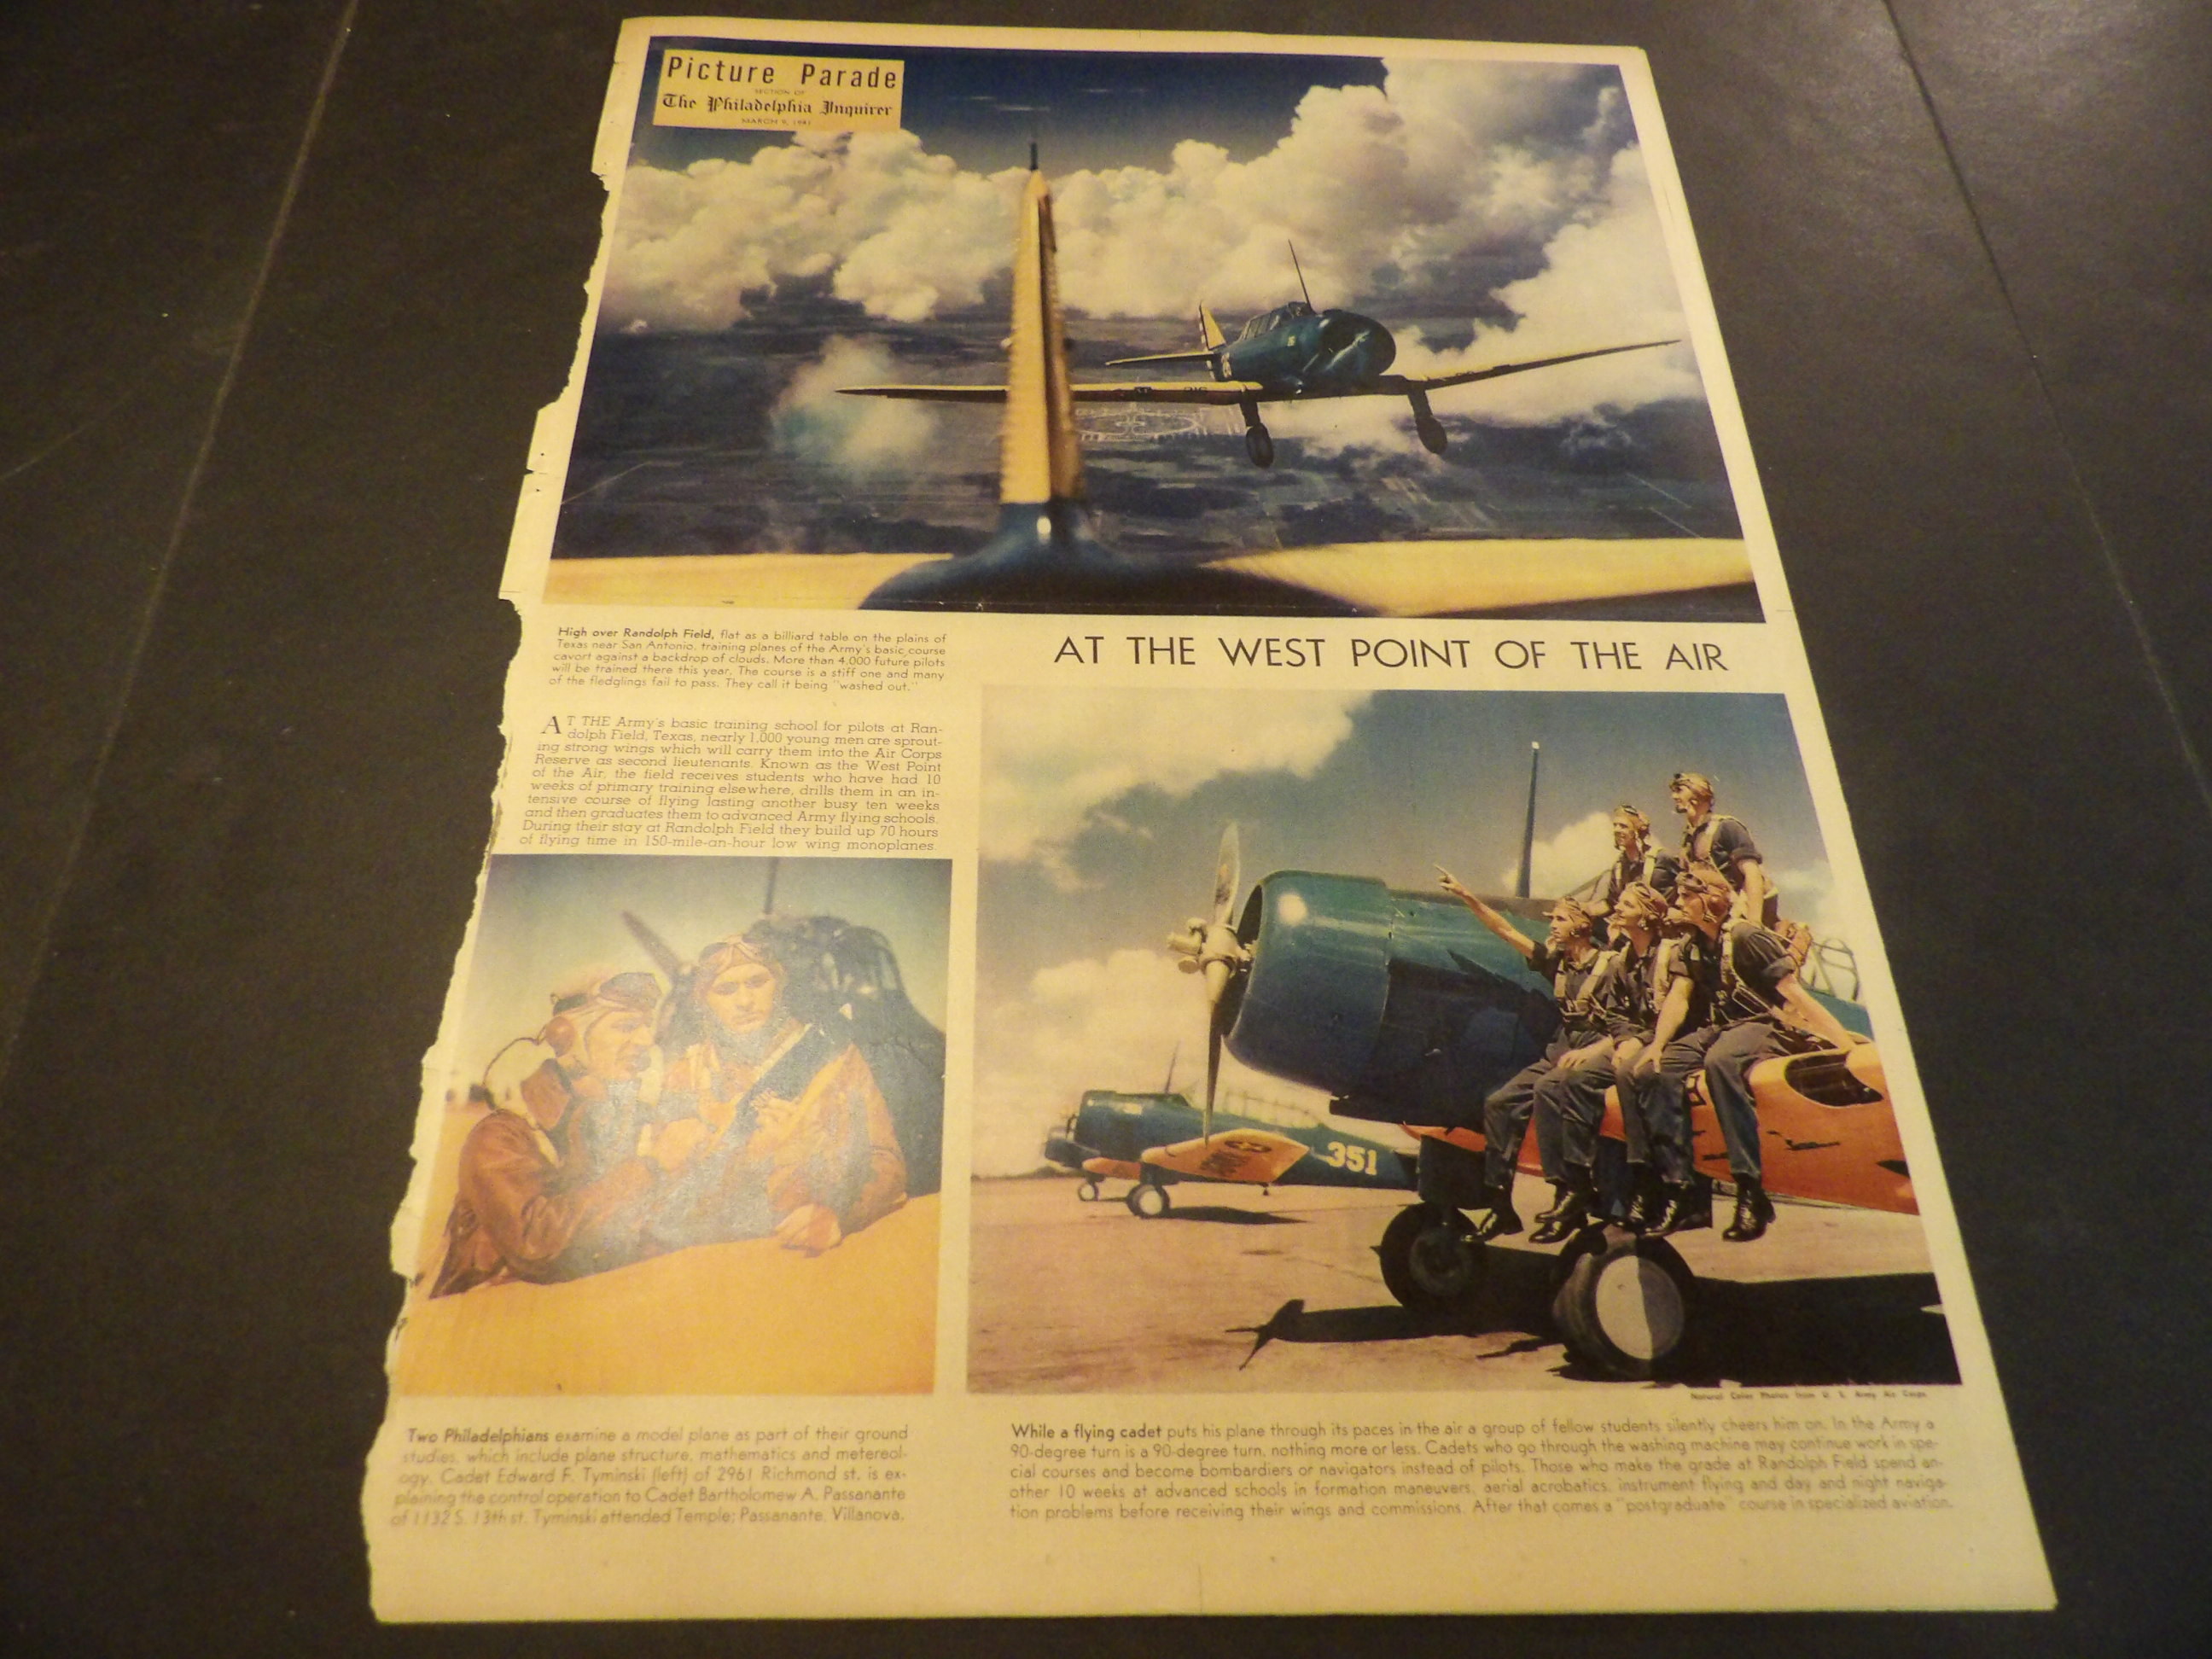 Picture Parade
SECTION OF
The Philadelphia Inquirer
MARCH 9, 1941
High over Randolph Field, flat as a billiard table on the plains of
Texas near San Antonio, training planes of the Army's basic course
cavort against a backdrop of clouds. More than 4,000 future pilots
will be trained there this year. The course is a stiff one and many
of the fledglings fail to pass. They call it being "washed out."
AT THE WEST POINT OF THE AIR
AT THE Army's basic training school for pilots at Ran-
dolph Field, Texas, nearly 1,000 young men are sprout-
ing strong wings which will carry them into the Air Corps
Reserve as second lieutenants. Known as the West Point
of the Air, the field receives students who have had 10
weeks of primary training elsewhere, drills them in an in-
tensive course of flying lasting another busy ten weeks
and then graduates them to advanced Army flying schools.
During their stay at Randolph Field they build up 70 hours
of flying time in 150-mile-an-hour low wing monoplanes.
351
Natural Color Photos from U. S. Army Air Corps
Two Philadelphians examine a model plane as part of their ground
studies, which include plane structure, mathematics and metereol-
ogy. Cadet Edward F. Tyminski (left) of 2961 Richmond st. is ex-
plaining the control operation to Cadet Bartholomew A. Passanante
of 1132 S. 13th st. Tyminski attended Temple; Passanante, Villanova.
While a flying cadet puts his plane through its paces in the air a group of fellow students silently cheers him on. In the Army a
90-degree turn is a 90-degree turn, nothing more or less. Cadets who go through the washing machine may continue work in spe-
cial courses and become bombardiers or navigators instead of pilots. Those who make the grade at Randolph Field spend an-
other 10 weeks at advanced schools in formation maneuvers, aerial acrobatics, instrument flying and day and night naviga-
tion problems before receiving their wings and commissions. After that comes a "postgraduate" course in specialized aviation.